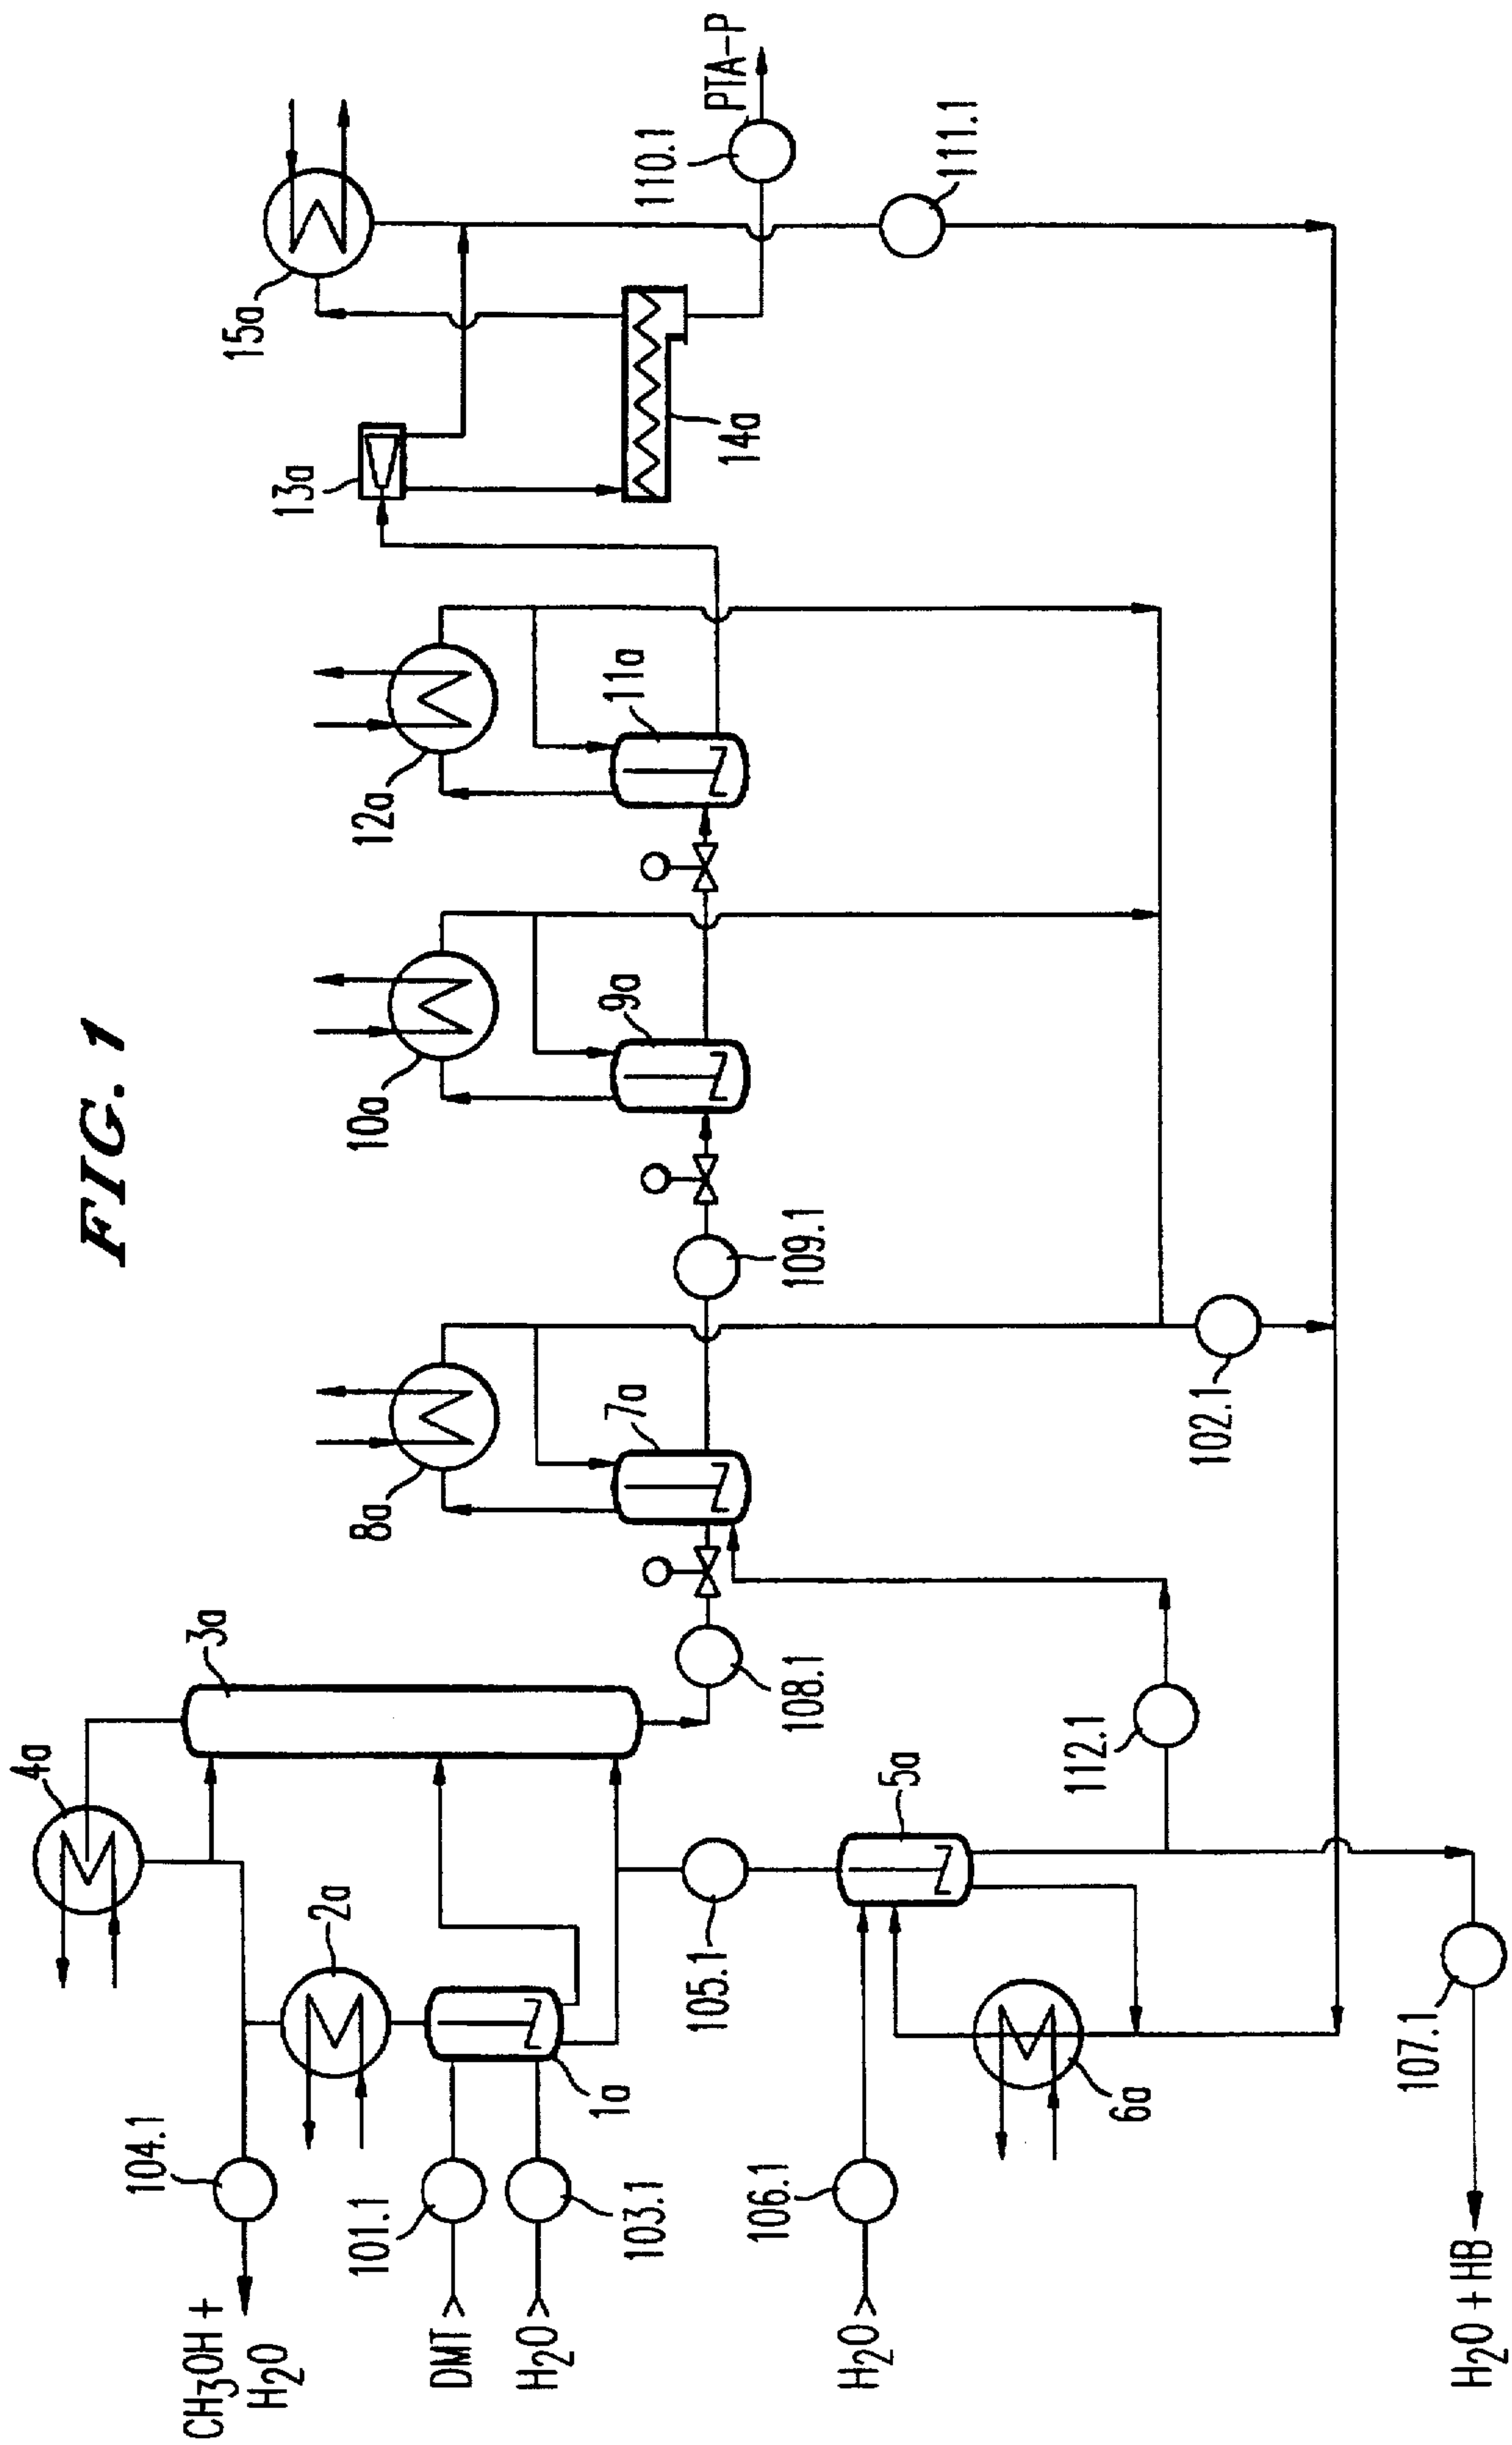 FIG. 1
4a
3a
104.1
2a
CH3OH +
H2O
101.1
DMT >
1a
H2O >
103.1
105.1
108.1
106.1
H2O >
5a
6a
112.1
107.1
H2O + HB
8a
7a
109.1
102.1
10a
9a
12a
11a
13a
14a
15a
110.1
PTA-P
111.1